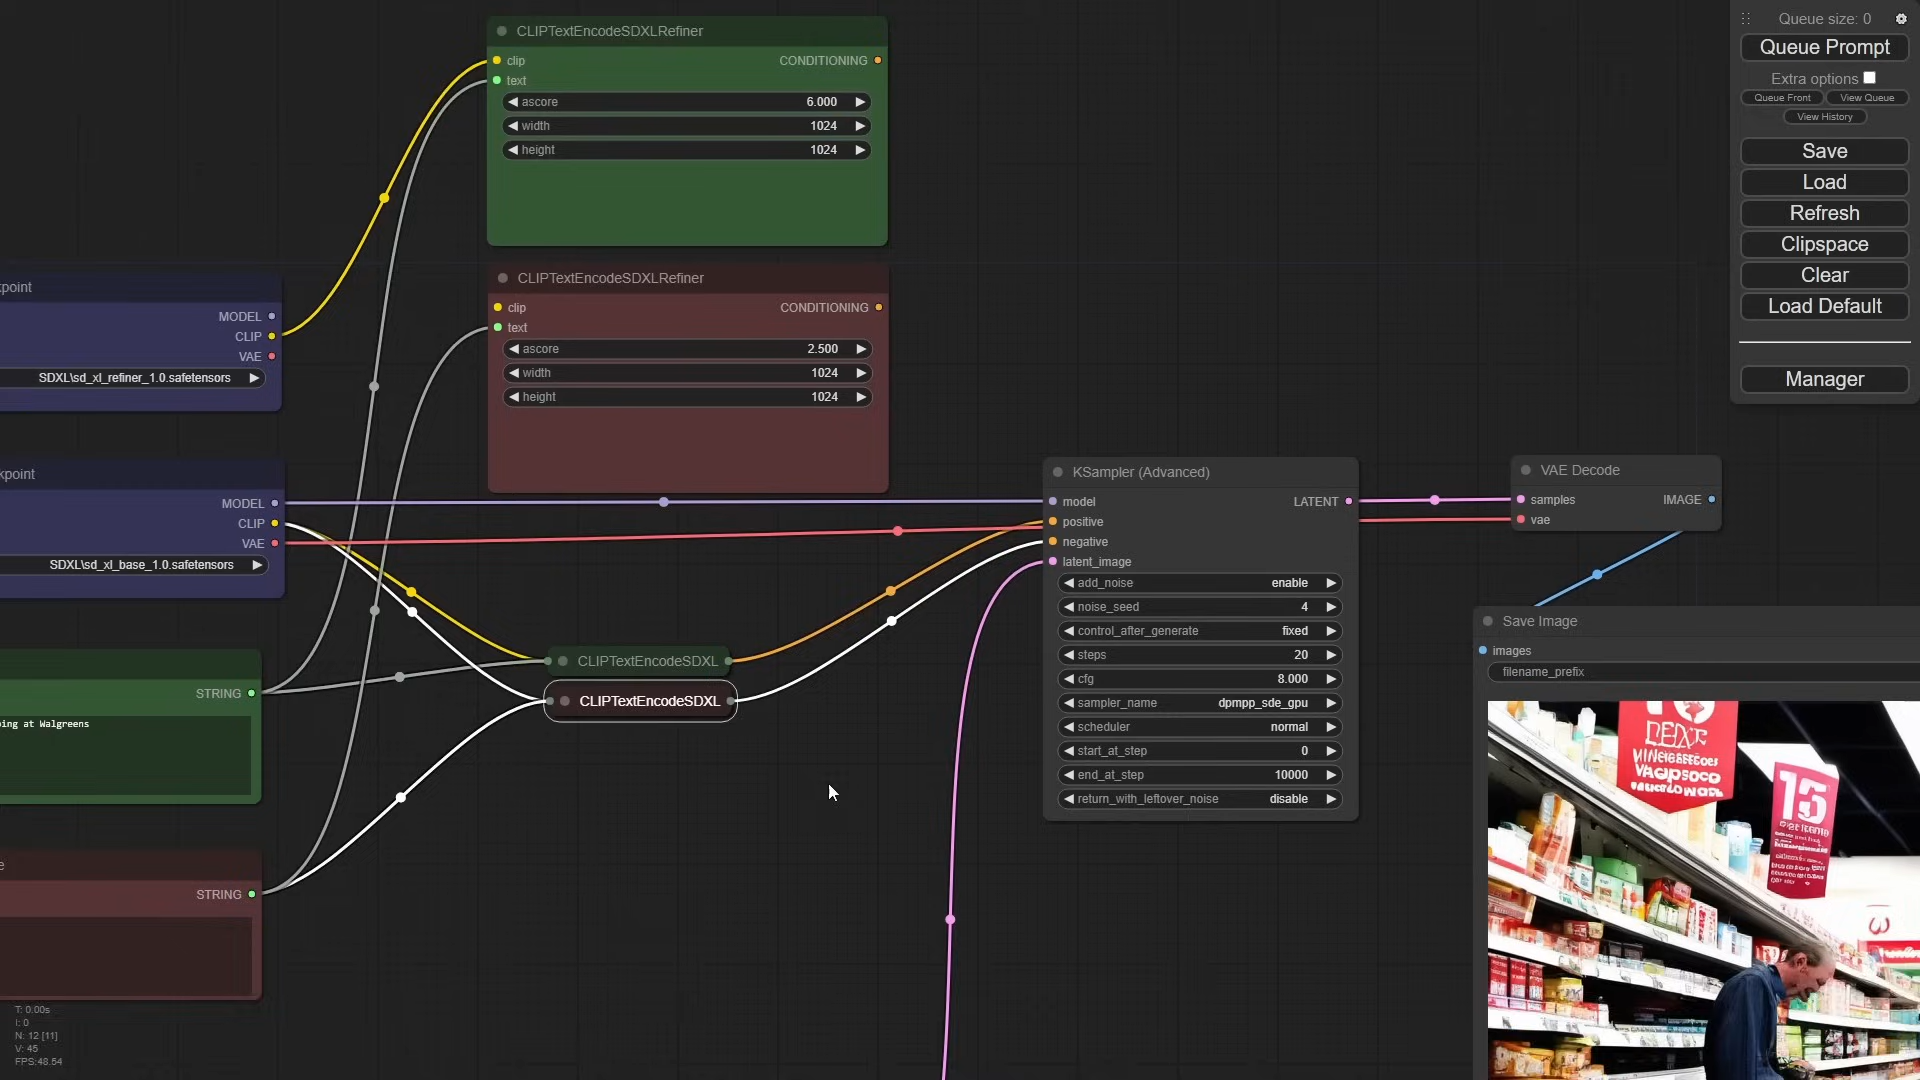 CLIPTextEncodeSDXLRefiner
clip
CONDITIONING
text
ascore
6.000
width
1024
height
1024
CLIPTextEncodeSDXLRefiner
clip
CONDITIONING
text
ascore
2.500
width
1024
height
1024
point
MODEL
CLIP
VAE
SDXL\sd_xl_refiner_1.0.safetensors
kpoint
MODEL
CLIP
VAE
SDXL\sd_xl_base_1.0.safetensors
STRING
ping at Walgreens
e
STRING
CLIPTextEncodeSDXL
CLIPTextEncodeSDXL
KSampler (Advanced)
model
LATENT
positive
negative
latent_image
add_noise
enable
noise_seed
4
control_after_generate
fixed
steps
20
cfg
8.000
sampler_name
dpmpp_sde_gpu
scheduler
normal
start_at_step
0
end_at_step
10000
return_with_leftover_noise
disable
VAE Decode
samples
IMAGE
vae
Save Image
images
filename_prefix
15
Queue size: 0
Queue Prompt
Extra options
Queue Front
View Queue
View History
Save
Load
Refresh
Clipspace
Clear
Load Default
Manager
T: 0.00s
I: 0
N: 12 [11]
V: 45
FPS:48.54